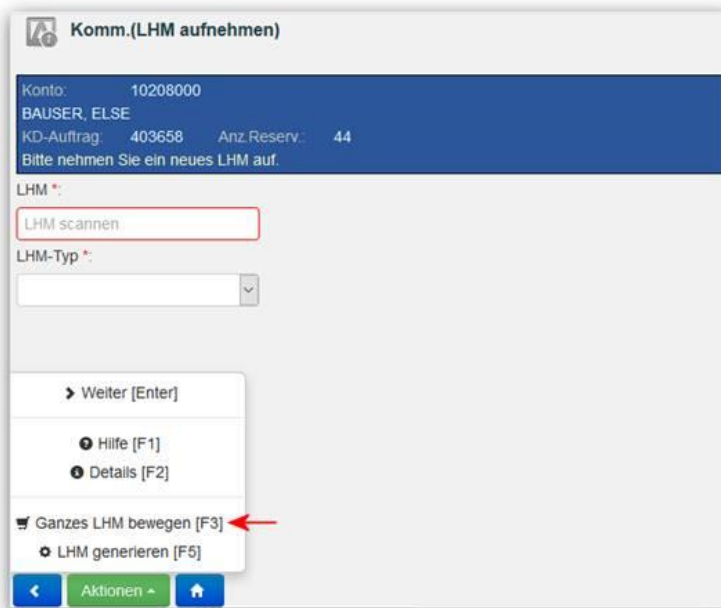 Komm.(LHM aufnehmen)
Konto: 10208000
BAUSER, ELSE
KD-Auftrag: 403658 Anz.Reserv.: 44
Bitte nehmen Sie ein neues LHM auf.
LHM *:
LHM scannen
LHM-Typ *:
Weiter [Enter]
Hilfe [F1]
Details [F2]
Ganzes LHM bewegen [F3]
LHM generieren [F5]
Aktionen